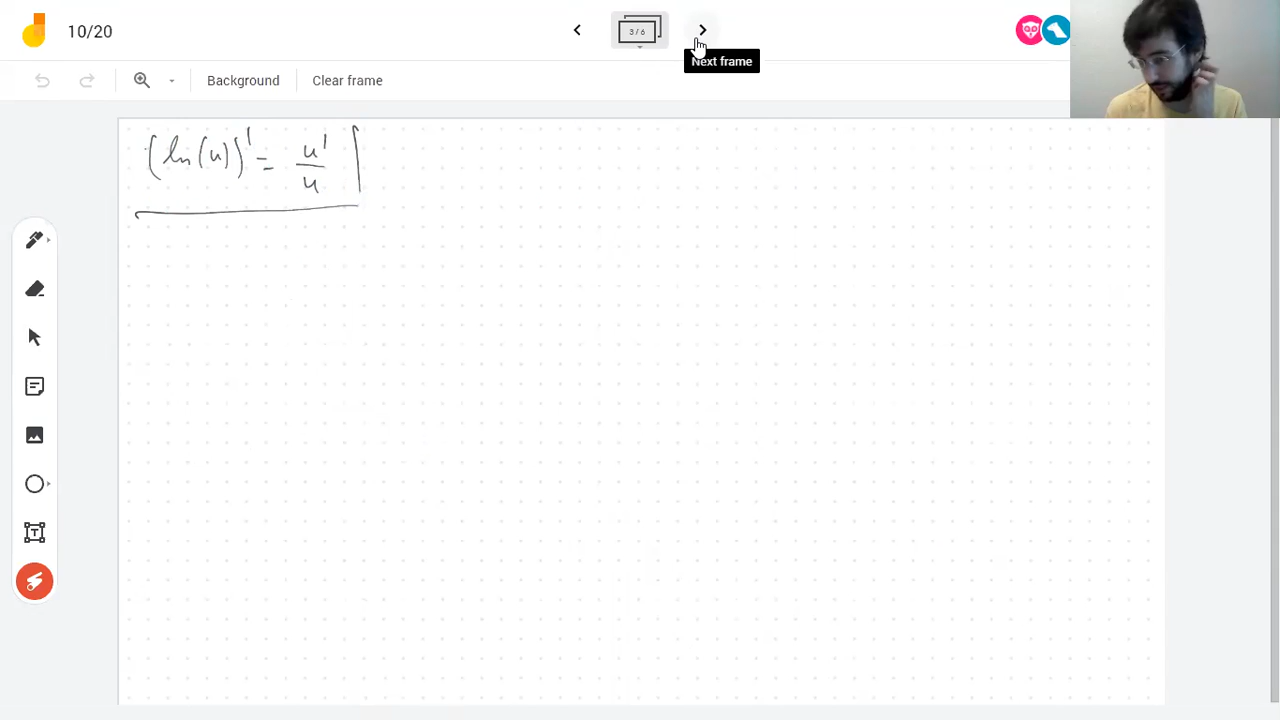 10/20
3 / 6
Next frame
Background
Clear frame
(ln(u))' = u'/u
T